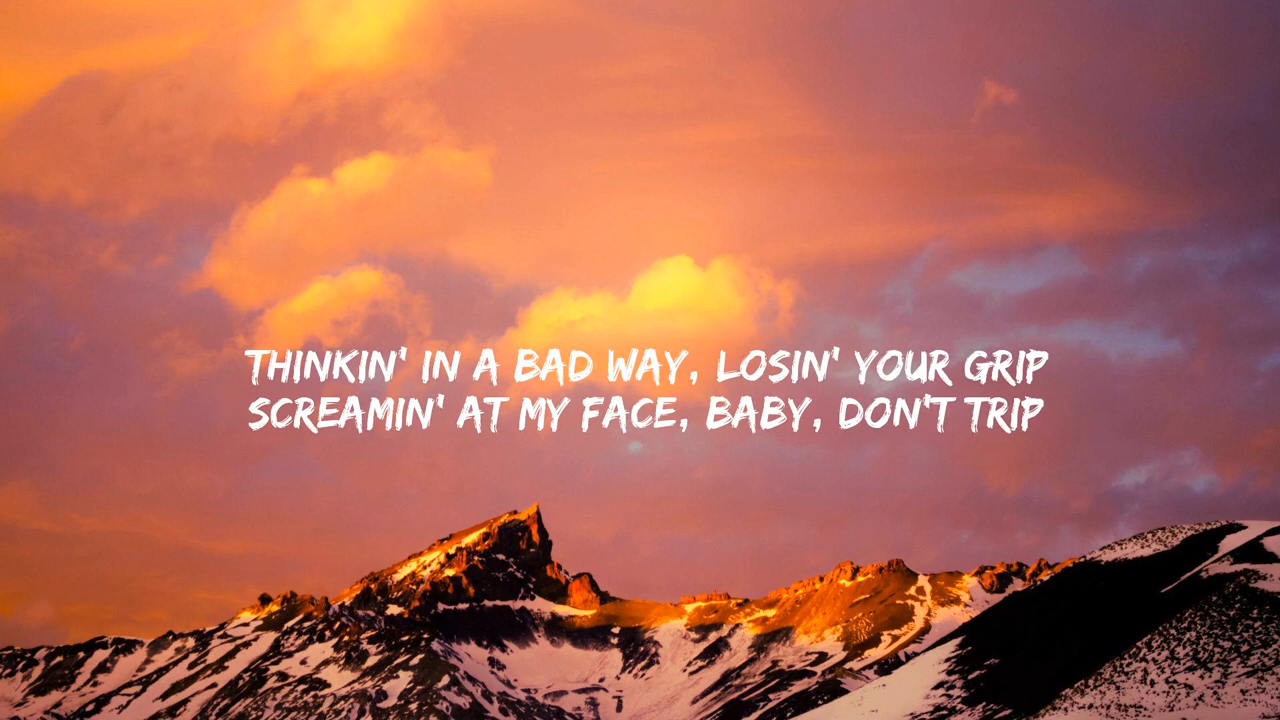 THINKIN' IN A BAD WAY, LOSIN' YOUR GRIP
SCREAMIN' AT MY FACE, BABY, DON'T TRIP